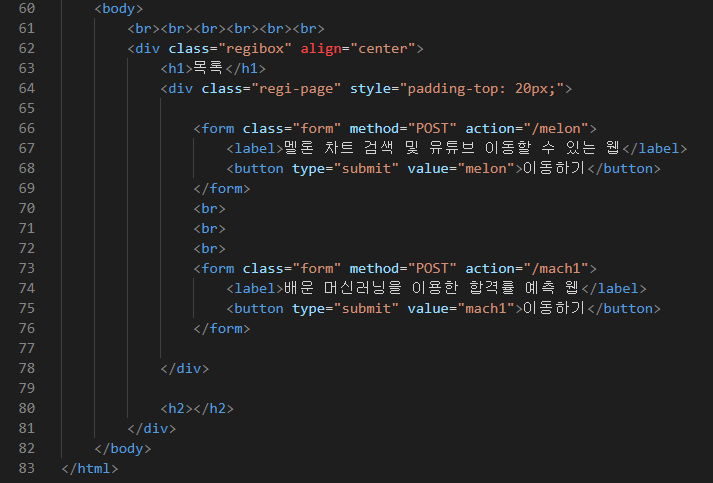 60 <body>
61 <br><br><br><br><br><br>
62 <div class="regibox" align="center">
63 <h1>목록</h1>
64 <div class="regi-page" style="padding-top: 20px;">
65
66 <form class="form" method="POST" action="/melon">
67 <label>멜론 차트 검색 및 유튜브 이동할 수 있는 웹</label>
68 <button type="submit" value="melon">이동하기</button>
69 </form>
70 <br>
71 <br>
72 <br>
73 <form class="form" method="POST" action="/mach1">
74 <label>배운 머신러닝을 이용한 합격률 예측 웹</label>
75 <button type="submit" value="mach1">이동하기</button>
76 </form>
77
78 </div>
79
80 <h2></h2>
81 </div>
82 </body>
83 </html>